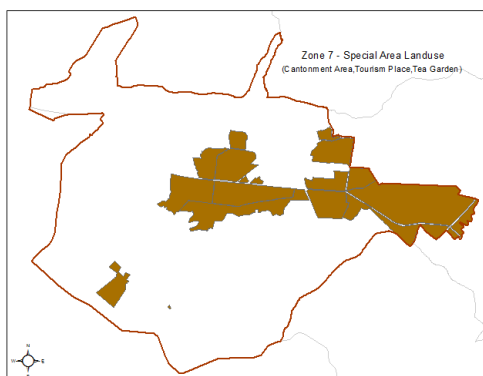 Zone 7 - Special Area Landuse
(Cantonment Area,Tourism Place,Tea Garden)
N
W
E